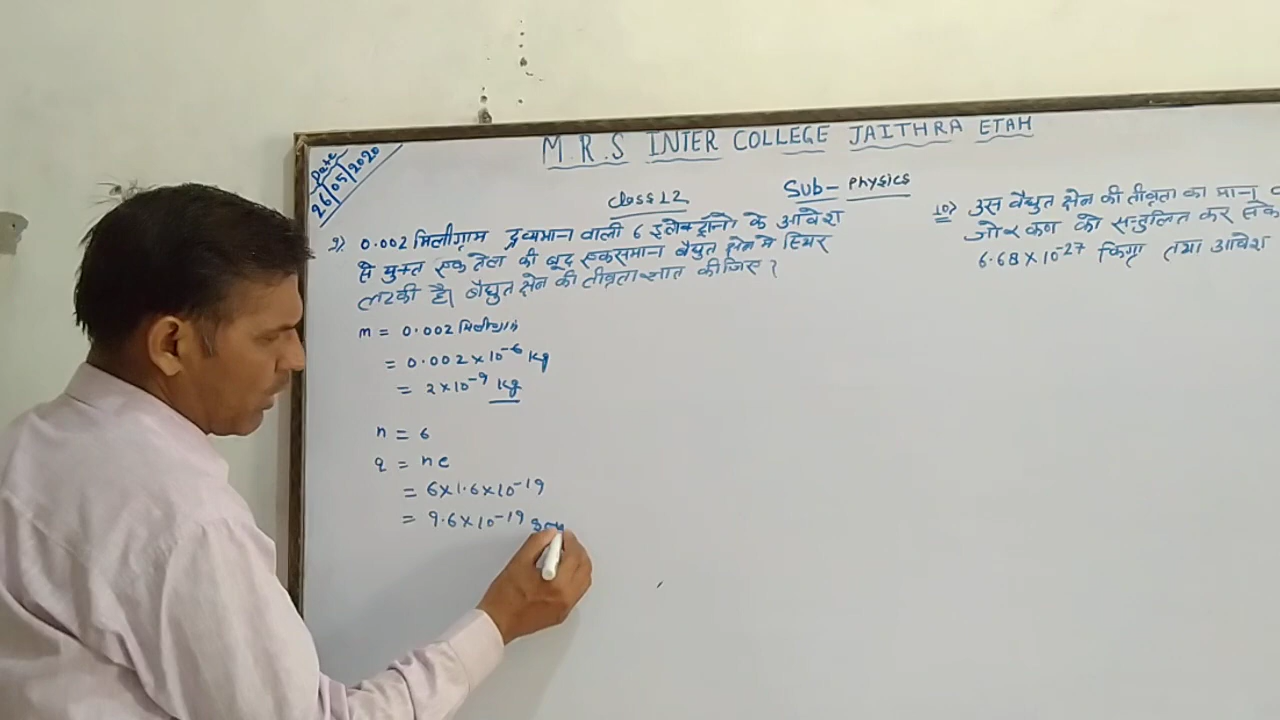 Date
26/05/2020
M.R.S INTER COLLEGE JAITHRA ETAH
Class 12
Sub- Physics
9) 0.002 मिलीग्राम द्रव्यमान वाली 6 इलेक्ट्रॉनों के आवेश
से युक्त एक तेल की बूंद एकसमान वैद्युत क्षेत्र में स्थिर
लटकी है। वैद्युत क्षेत्र की तीव्रता ज्ञात कीजिए?
m = 0.002 मिलीग्राम
= 0.002×10⁻⁶ kg
= 2×10⁻⁹ kg
n = 6
q = ne
= 6×1.6×10⁻¹⁹
= 9.6×10⁻¹⁹
10) उस वैद्युत क्षेत्र की तीव्रता का मान
जो कण को सन्तुलित कर सके
6.68×10⁻²⁷ किग्रा तथा आवेश